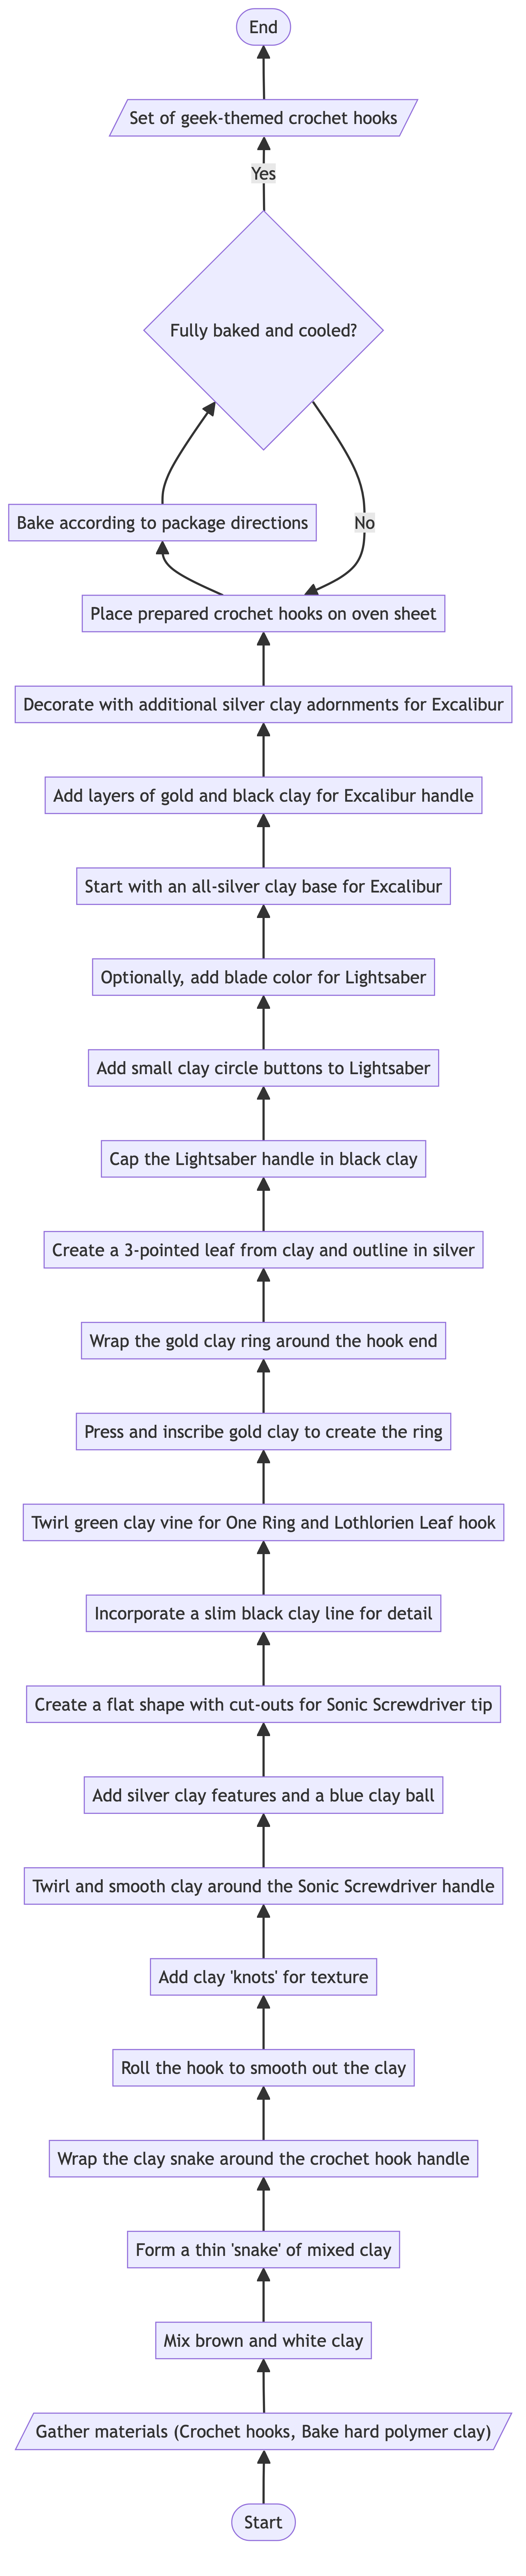 End
Set of geek-themed crochet hooks
Yes
Fully baked and cooled?
Bake according to package directions
No
Place prepared crochet hooks on oven sheet
Decorate with additional silver clay adornments for Excalibur
Add layers of gold and black clay for Excalibur handle
Start with an all-silver clay base for Excalibur
Optionally, add blade color for Lightsaber
Add small clay circle buttons to Lightsaber
Cap the Lightsaber handle in black clay
Create a 3-pointed leaf from clay and outline in silver
Wrap the gold clay ring around the hook end
Press and inscribe gold clay to create the ring
Twirl green clay vine for One Ring and Lothlorien Leaf hook
Incorporate a slim black clay line for detail
Create a flat shape with cut-outs for Sonic Screwdriver tip
Add silver clay features and a blue clay ball
Twirl and smooth clay around the Sonic Screwdriver handle
Add clay 'knots' for texture
Roll the hook to smooth out the clay
Wrap the clay snake around the crochet hook handle
Form a thin 'snake' of mixed clay
Mix brown and white clay
Gather materials (Crochet hooks, Bake hard polymer clay)
Start